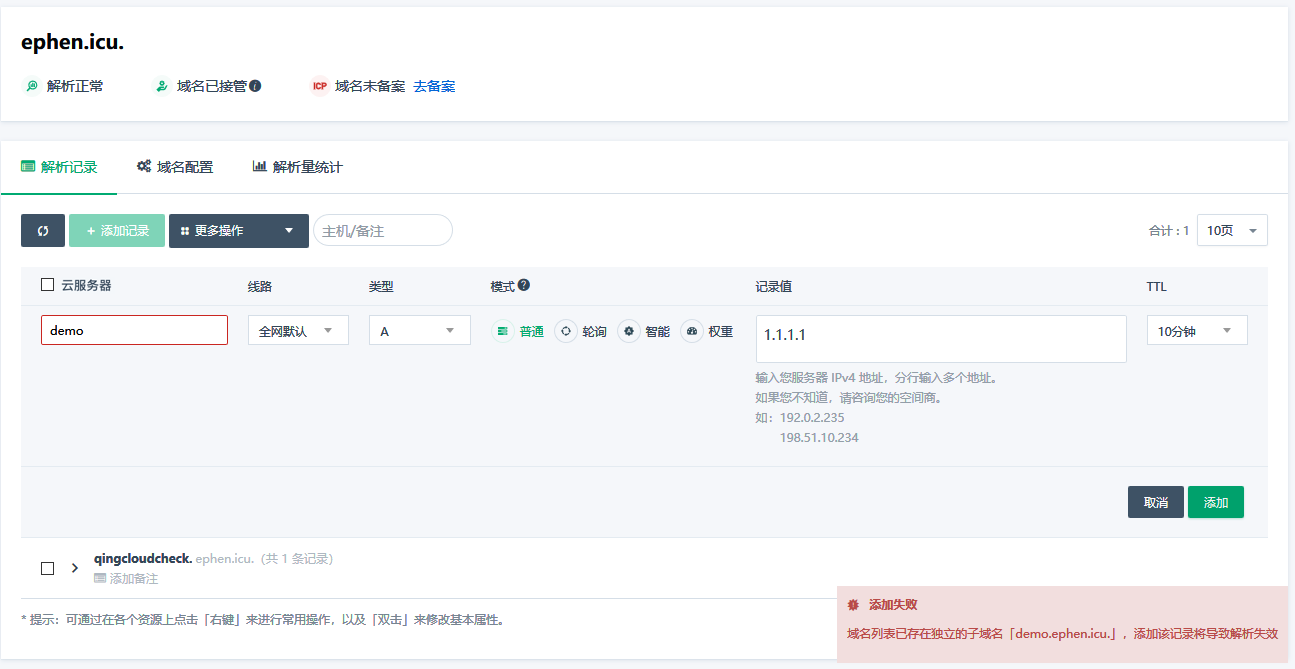 ephen.icu.
解析正常 域名已接管 ICP 域名未备案 去备案
解析记录 域名配置 解析量统计
+ 添加记录 更多操作 主机/备注 合计 : 1 10页
云服务器 线路 类型 模式 记录值 TTL
demo 全网默认 A 普通 轮询 智能 权重 1.1.1.1 10分钟
输入您服务器 IPv4 地址，分行输入多个地址。
如果您不知道，请咨询您的空间商。
如：192.0.2.235
198.51.10.234
取消 添加
qingcloudcheck. ephen.icu. (共 1 条记录)
添加备注
* 提示：可通过在各个资源上点击「右键」来进行常用操作，以及「双击」来修改基本属性。
添加失败
域名列表已存在独立的子域名「demo.ephen.icu.」，添加该记录将导致解析失效